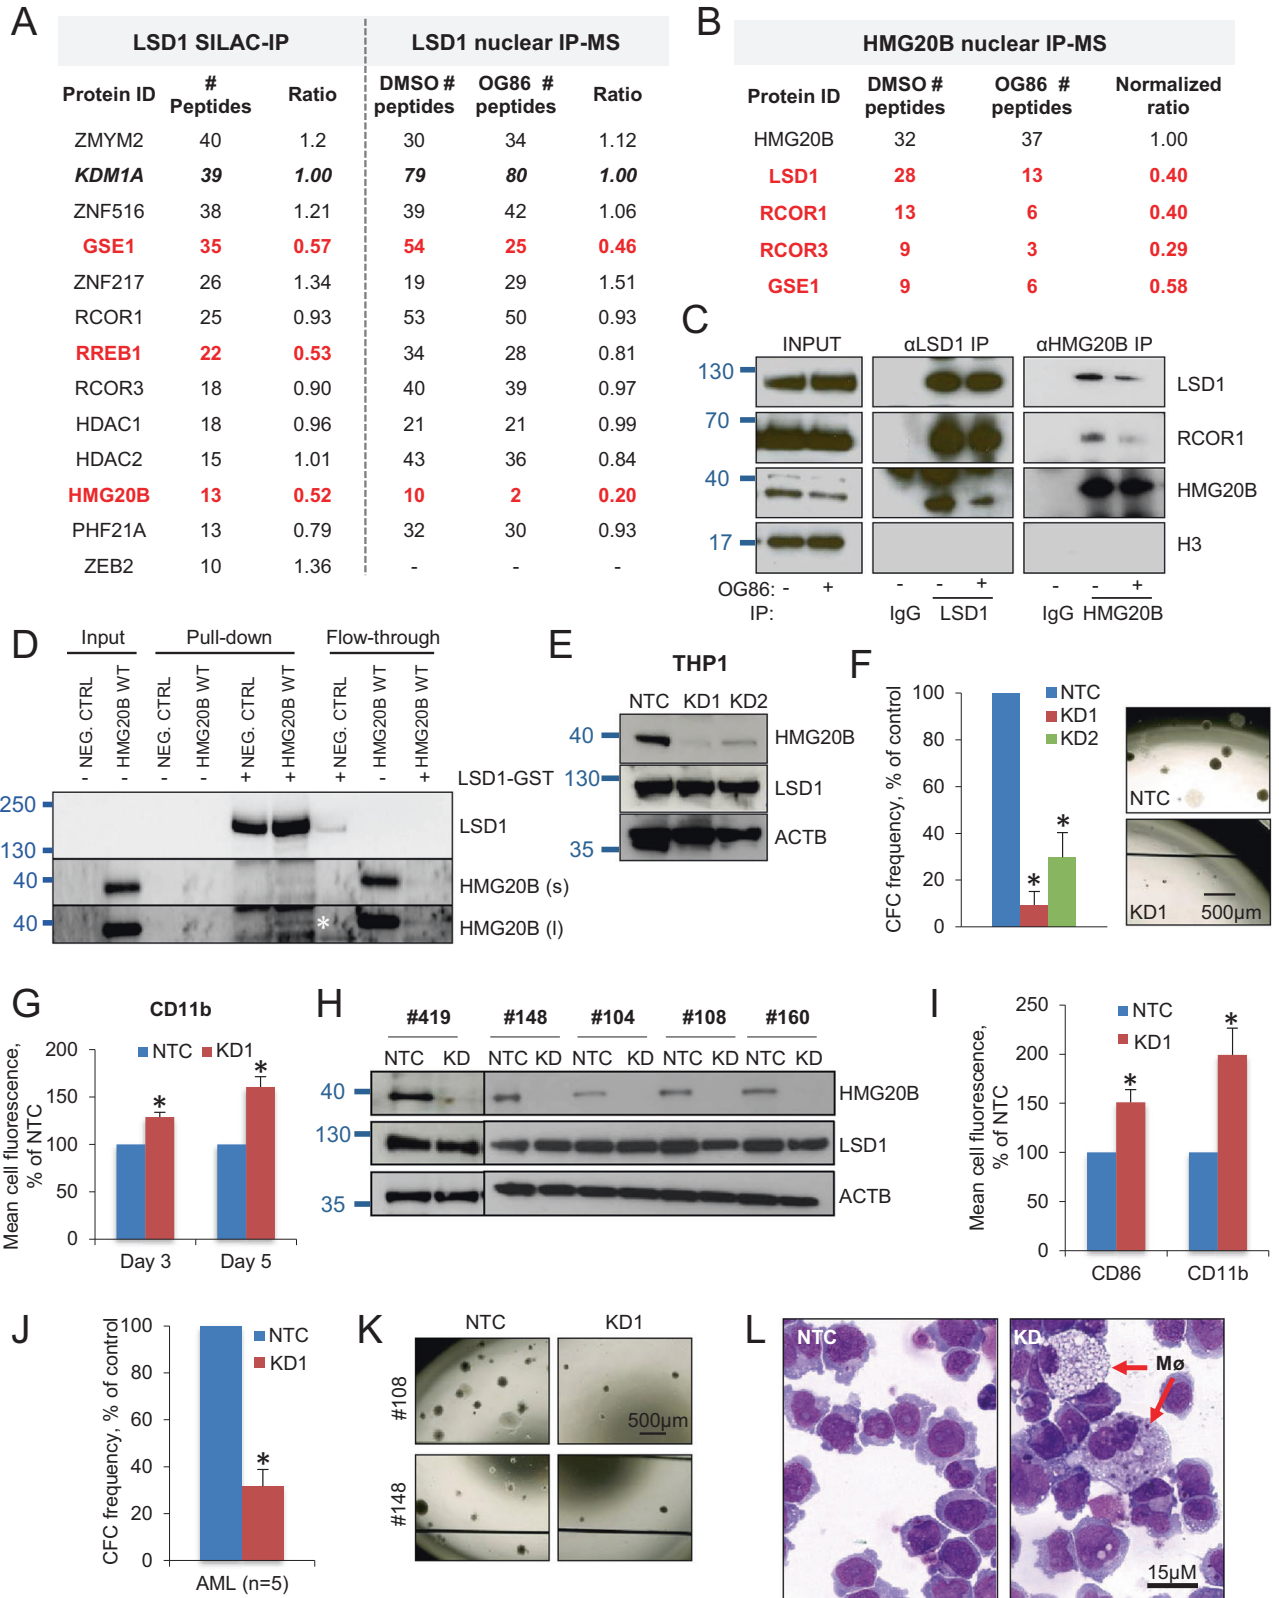 A
LSD1 SILAC-IP
LSD1 nuclear IP-MS
Protein ID
# Peptides
Ratio
DMSO # peptides
OG86 # peptides
Ratio
ZMYM2 40 1.2 30 34 1.12
KDM1A 39 1.00 79 80 1.00
ZNF516 38 1.21 39 42 1.06
GSE1 35 0.57 54 25 0.46
ZNF217 26 1.34 19 29 1.51
RCOR1 25 0.93 53 50 0.93
RREB1 22 0.53 34 28 0.81
RCOR3 18 0.90 40 39 0.97
HDAC1 18 0.96 21 21 0.99
HDAC2 15 1.01 43 36 0.84
HMG20B 13 0.52 10 2 0.20
PHF21A 13 0.79 32 30 0.93
ZEB2 10 1.36 - - -
B
HMG20B nuclear IP-MS
Protein ID
DMSO # peptides
OG86 # peptides
Normalized ratio
HMG20B 32 37 1.00
LSD1 28 13 0.40
RCOR1 13 6 0.40
RCOR3 9 3 0.29
GSE1 9 6 0.58
C
INPUT αLSD1 IP αHMG20B IP
130 LSD1
70 RCOR1
40 HMG20B
17 H3
OG86: - + - - + - - +
IP: IgG LSD1 IgG HMG20B
D
Input Pull-down Flow-through
NEG. CTRL
HMG20B WT
NEG. CTRL
HMG20B WT
NEG. CTRL
HMG20B WT
NEG. CTRL
HMG20B WT
HMG20B WT
- - - - + + + - + LSD1-GST
250
LSD1
130
40 HMG20B (s)
40 * HMG20B (l)
E
THP1
NTC KD1 KD2
40 HMG20B
130 LSD1
35 ACTB
F
CFC frequency, % of control
100
80
60
40
20
0
NTC
KD1
KD2
* *
NTC
KD1 500µm
G
CD11b
Mean cell fluorescence, % of NTC
200
150
100
50
0
NTC KD1
* *
Day 3 Day 5
H
#419 #148 #104 #108 #160
NTC KD NTC KD NTC KD NTC KD NTC KD
40 HMG20B
130 LSD1
35 ACTB
I
Mean cell fluorescence, % of NTC
250
200
150
100
50
0
NTC
KD1
* *
CD86 CD11b
J
CFC frequency, % of control
100
80
60
40
20
0
NTC
KD1
*
AML (n=5)
K
NTC KD1
#108
500µm
#148
L
NTC
KD
Mø
15µM